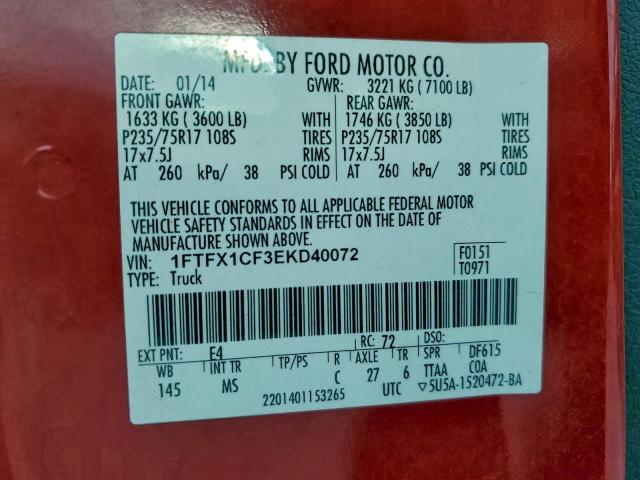 MFD. BY FORD MOTOR CO.
DATE: 01/14 GVWR: 3221 KG ( 7100 LB)
FRONT GAWR: REAR GAWR:
1633 KG ( 3600 LB) WITH 1746 KG ( 3850 LB) WITH
P235/75R17 108S TIRES P235/75R17 108S TIRES
17x7.5J RIMS 17x7.5J RIMS
AT 260 kPa/ 38 PSI COLD AT 260 kPa/ 38 PSI COLD
THIS VEHICLE CONFORMS TO ALL APPLICABLE FEDERAL MOTOR
VEHICLE SAFETY STANDARDS IN EFFECT ON THE DATE OF
MANUFACTURE SHOWN ABOVE.
VIN: 1FTFX1CF3EKD40072 F0151
TYPE: Truck T0971
EXT PNT: E4 RC: 72 DSO:
WB INT TR TP/PS R AXLE TR SPR DF615
145 MS C 27 6 TTAA COA
2201401153265 UTC ▽5U5A-1520472-BA